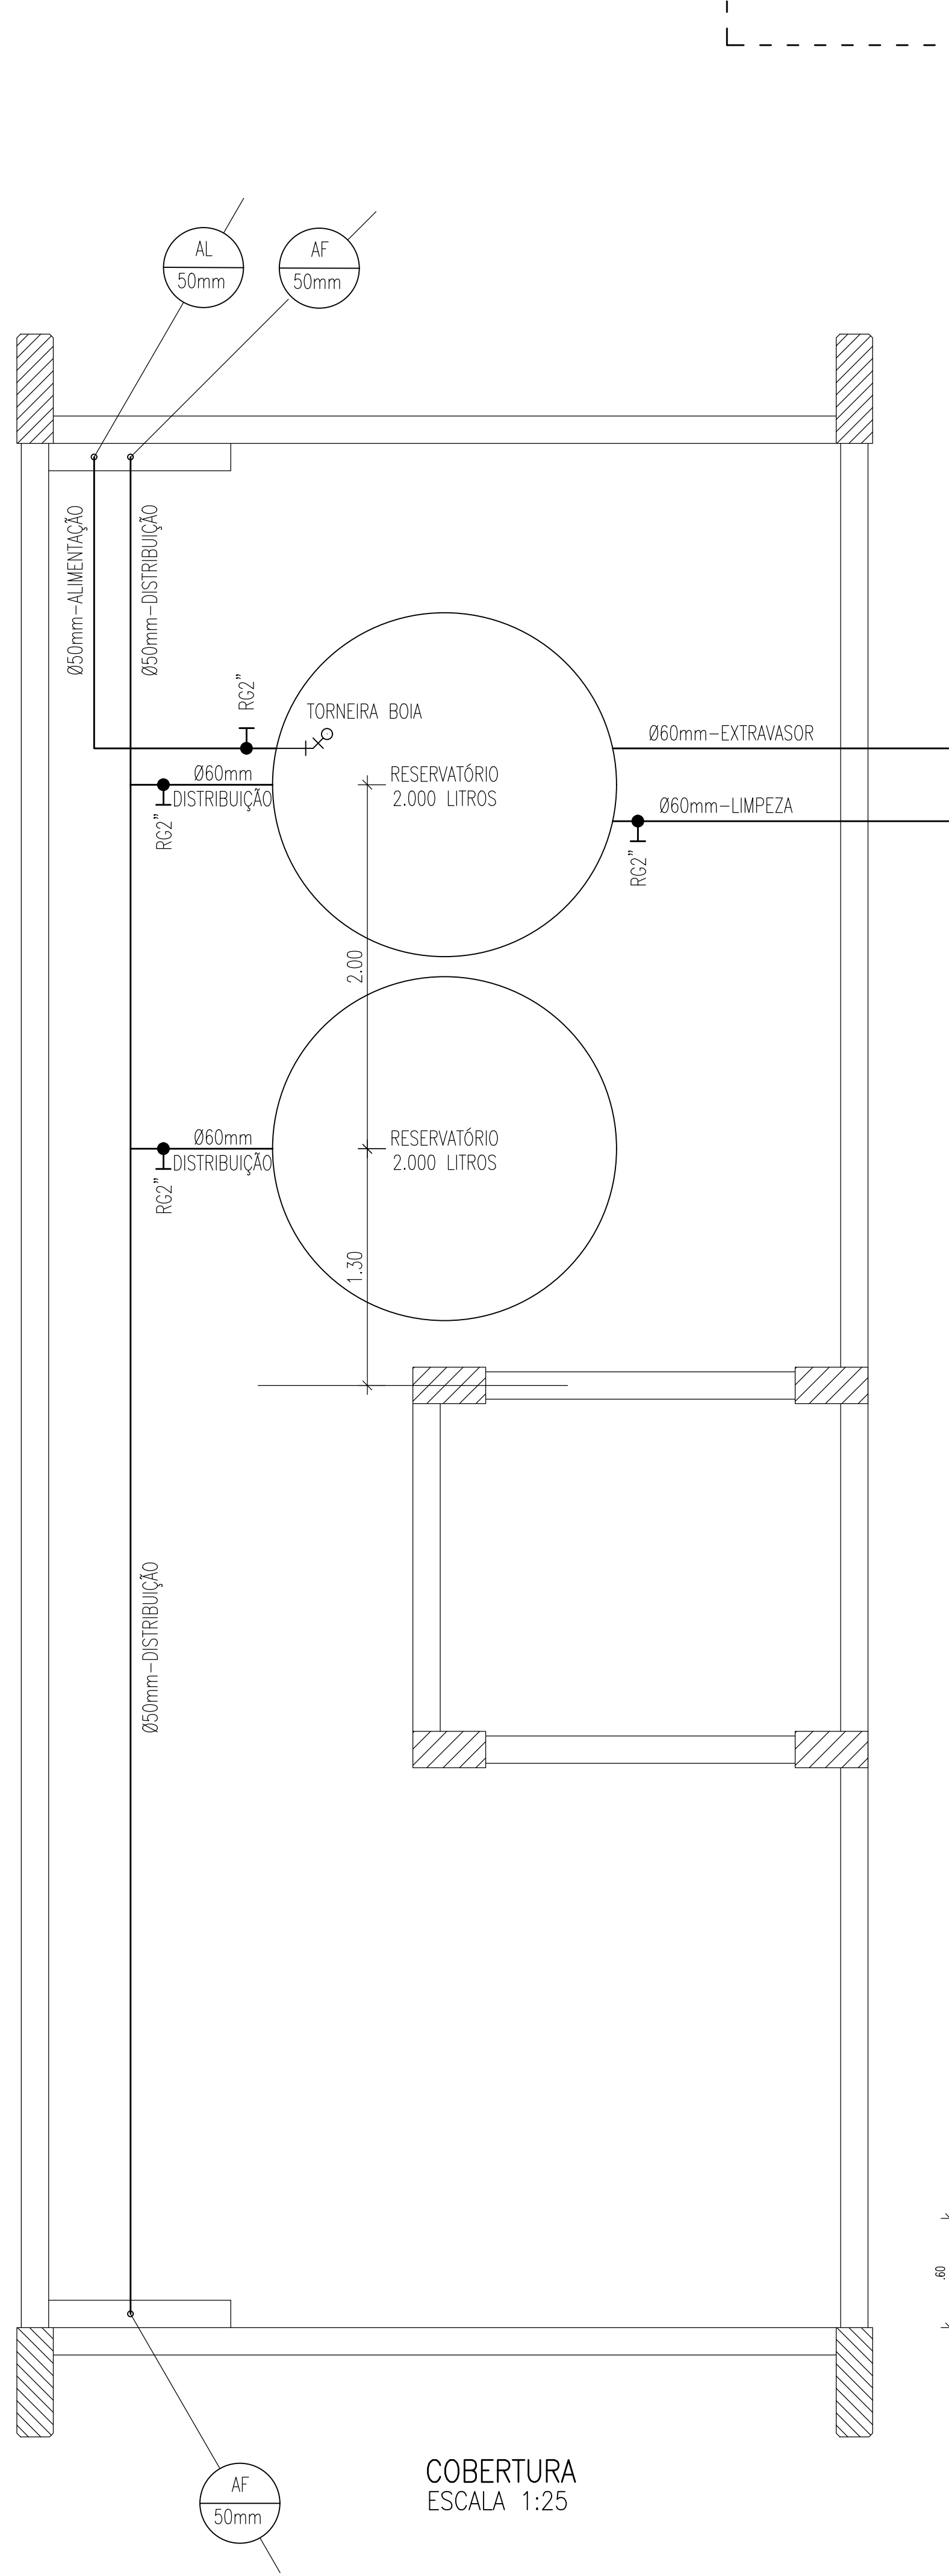 AL
50mm
AF
50mm
Ø50mm-ALIMENTAÇÃO
Ø50mm-DISTRIBUIÇÃO
RG2"
TORNEIRA BOIA
Ø60mm-EXTRAVASOR
Ø60mm
DISTRIBUIÇÃO
RG2"
RESERVATÓRIO
2.000 LITROS
Ø60mm-LIMPEZA
RG2"
2.00
Ø60mm
DISTRIBUIÇÃO
RG2"
RESERVATÓRIO
2.000 LITROS
1.30
Ø50mm-DISTRIBUIÇÃO
.60
AF
50mm
COBERTURA
ESCALA 1:25